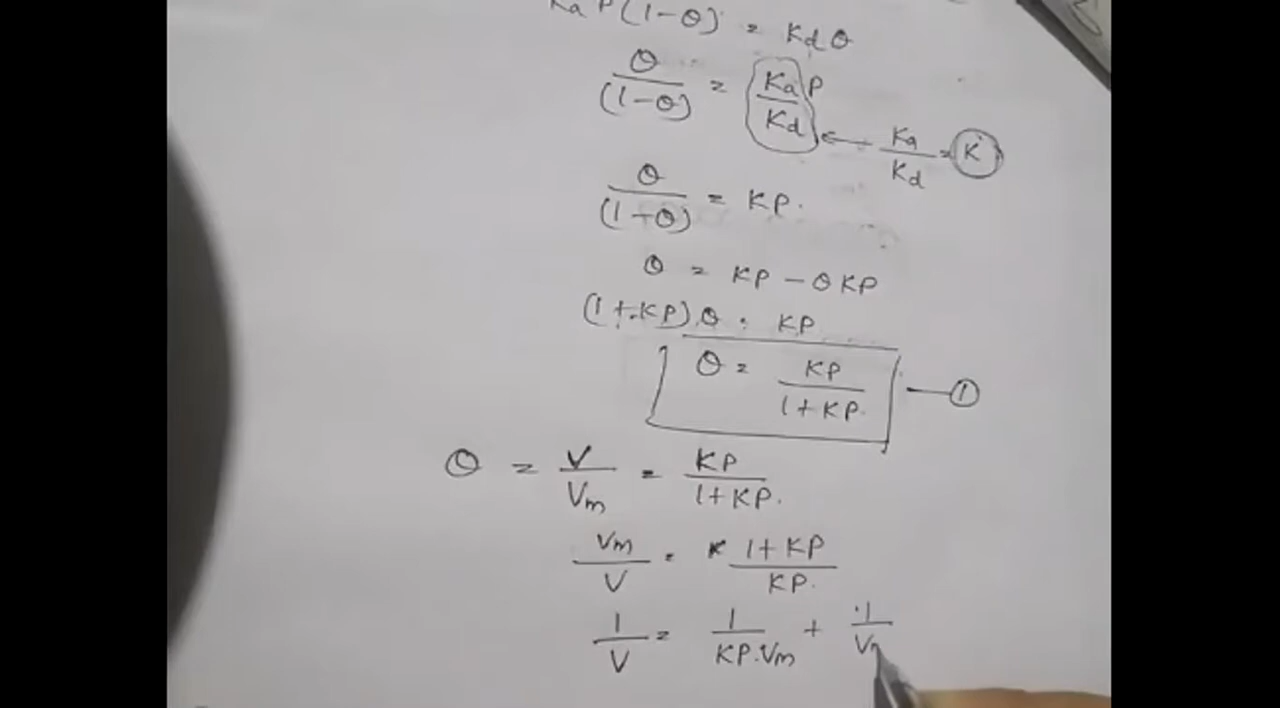 Ka P(1-θ) = Kdθ
θ/(1-θ) = Ka/Kd P ← Ka/Kd = K
θ/(1-θ) = KP.
θ = KP - θKP
(1+KP)θ = KP
θ = KP/1+KP. — ①
θ = V/Vm = KP/1+KP.
Vm/V = 1+KP/KP.
1/V = 1/KP.Vm + 1/Vm